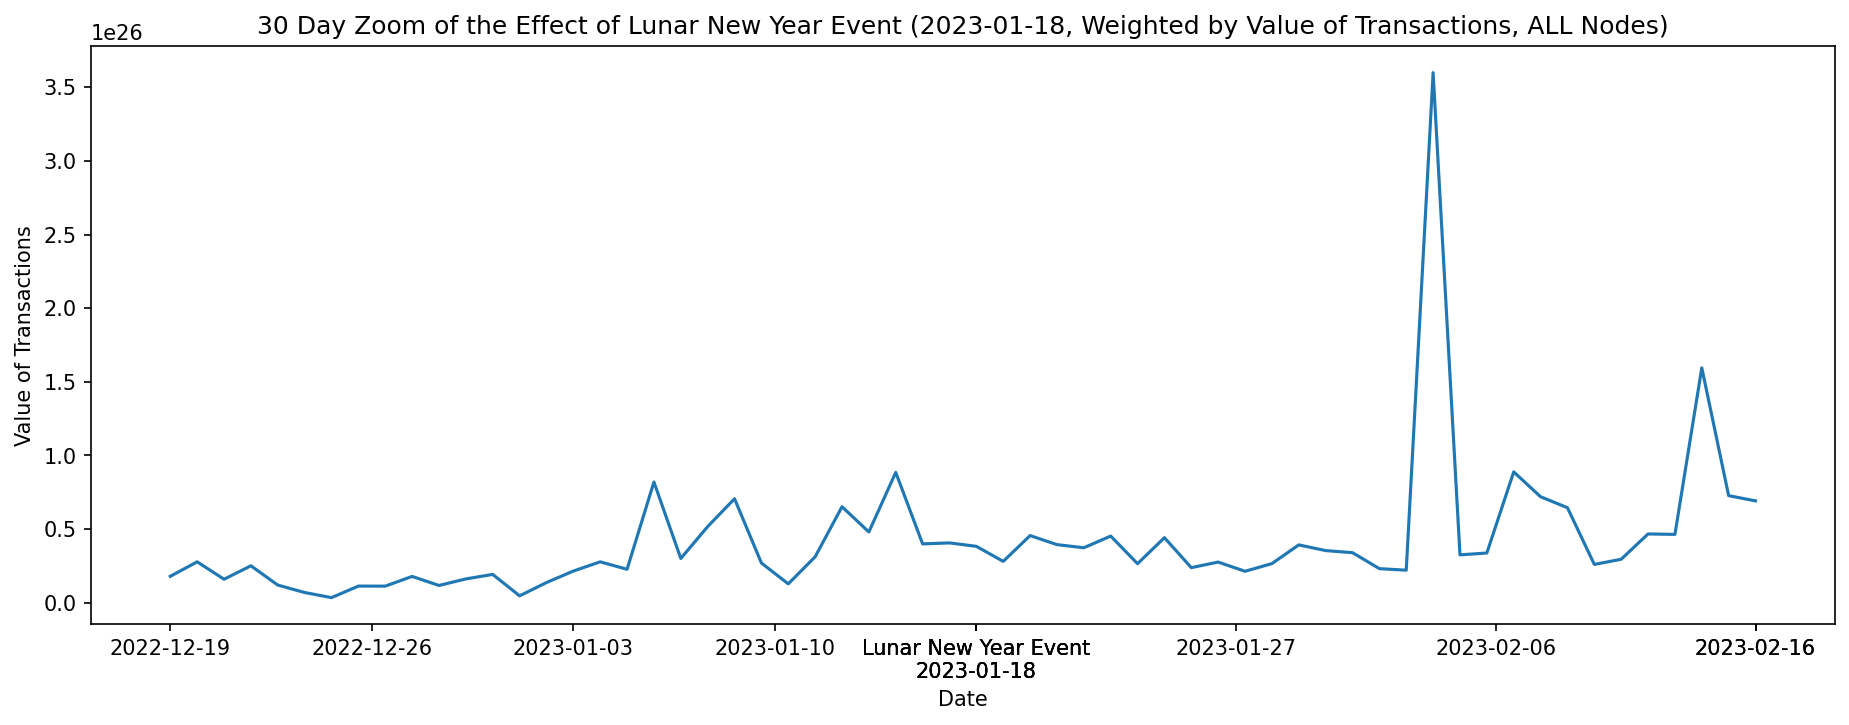 30 Day Zoom of the Effect of Lunar New Year Event (2023-01-18, Weighted by Value of Transactions, ALL Nodes)
1e26
3.5
3.0
2.5
2.0
1.5
1.0
0.5
0.0
Value of Transactions
2022-12-19 2022-12-26 2023-01-03 2023-01-10 Lunar New Year Event 2023-01-27 2023-02-06 2023-02-16
2023-01-18
Date